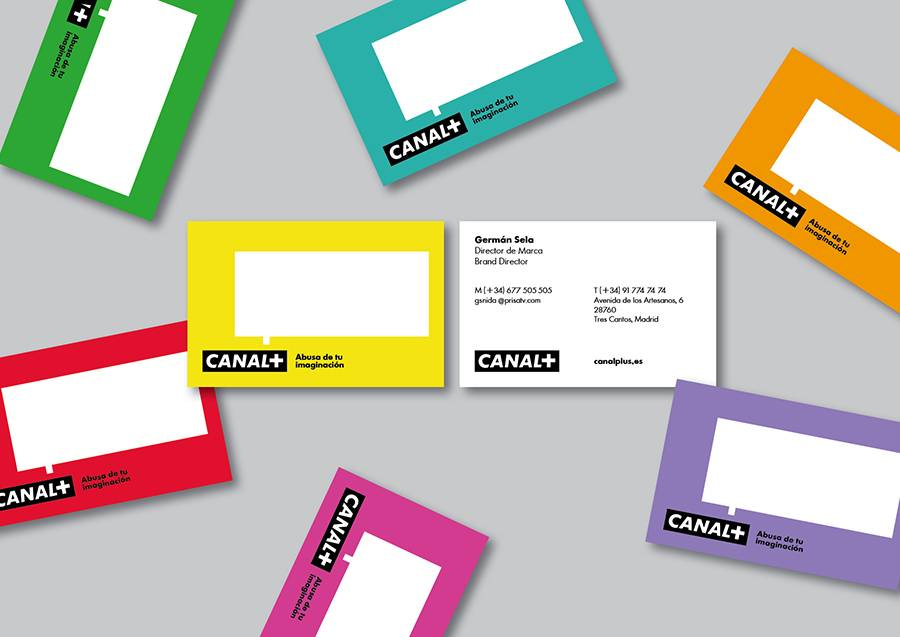 +
Abusa de tu
imaginación
CANAL+
Abusa de tu
imaginación
CANAL+
Abusa de tu
imaginación
CANAL+
Abusa de tu
imaginación
Germán Sela
Director de Marca
Brand Director
M (+34) 677 505 505
gsnida @prisatv.com
T (+34) 91 774 74 74
Avenida de los Artesanos, 6
28760
Tres Cantos, Madrid
CANAL+
canalplus.es
CANAL+
Abusa de tu
imaginación
CANAL+
Abusa de tu
imaginación
CANAL+
Abusa de tu
imaginación